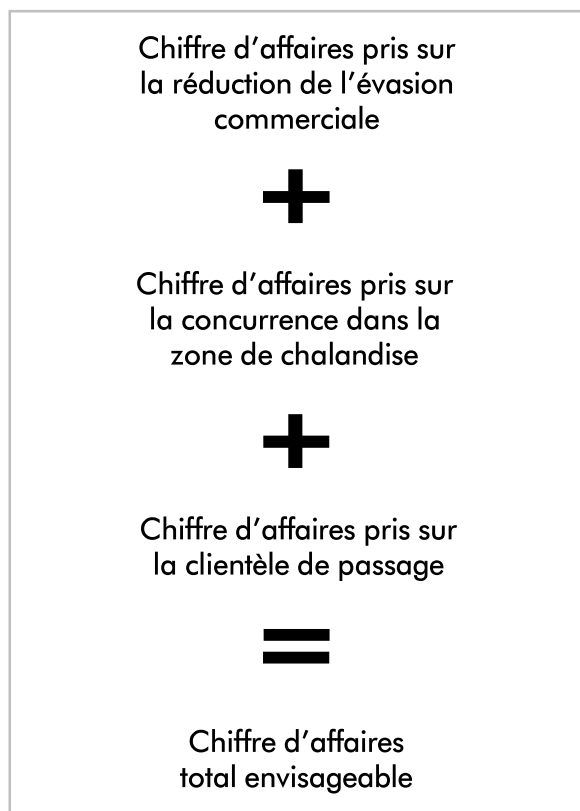 Chiffre d’affaires pris sur
la réduction de l’évasion
commerciale
+
Chiffre d’affaires pris sur
la concurrence dans la
zone de chalandise
+
Chiffre d’affaires pris sur
la clientèle de passage
=
Chiffre d’affaires
total envisageable